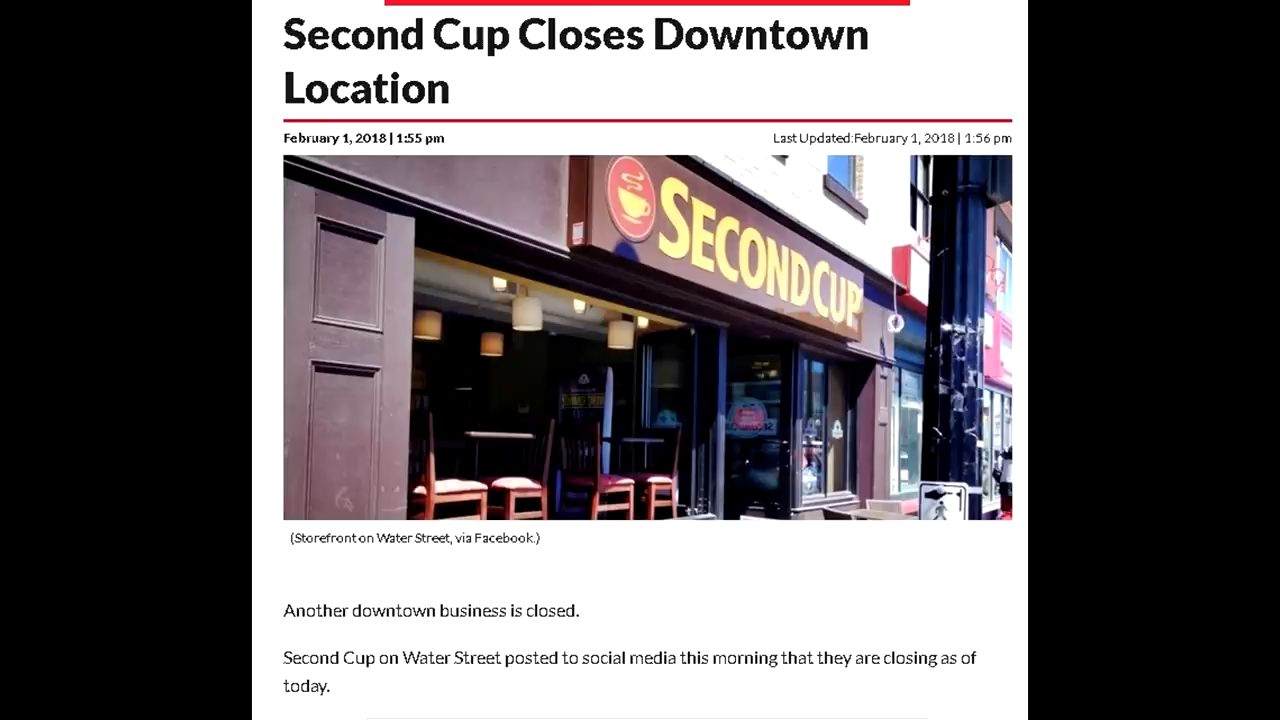 Second Cup Closes Downtown
Location
February 1, 2018 | 1:55 pm
Last Updated:February 1, 2018 | 1:56 pm
SECOND CUP
(Storefront on Water Street, via Facebook.)
Another downtown business is closed.
Second Cup on Water Street posted to social media this morning that they are closing as of
today.